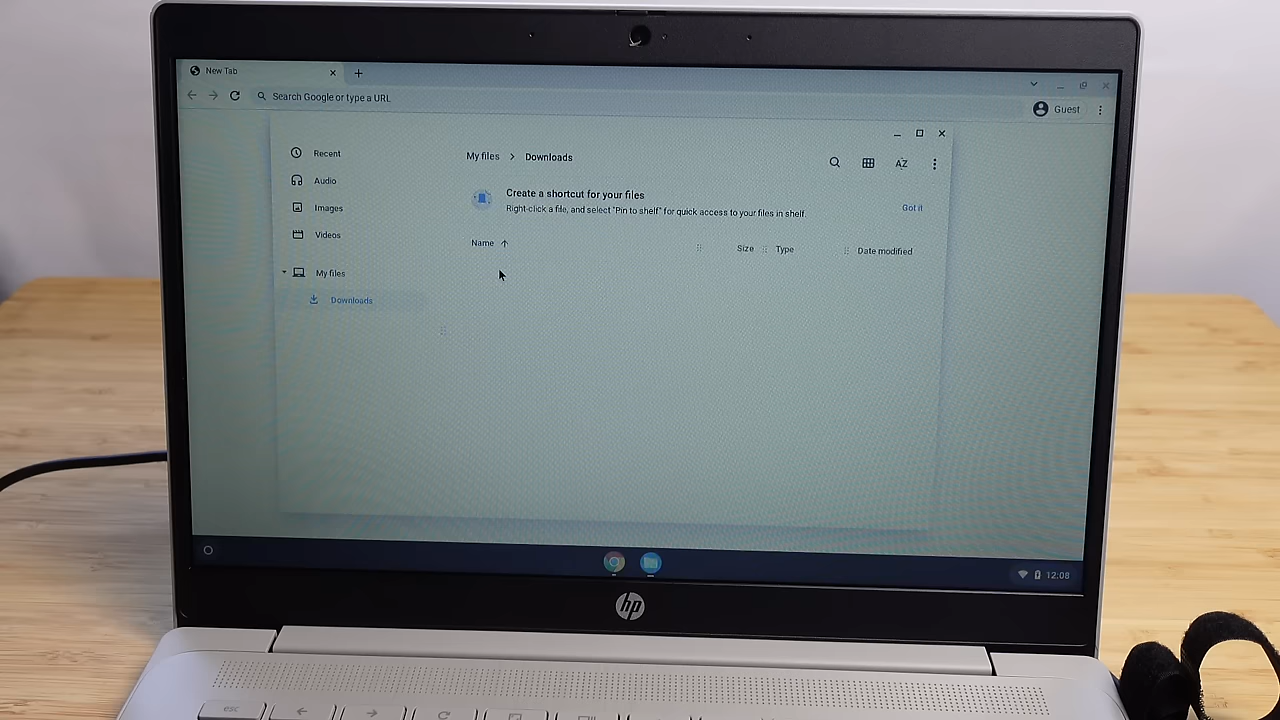 New Tab
Search Google or type a URL
Guest
Recent
Audio
Images
Videos
My files
Downloads
My files > Downloads
AZ
Create a shortcut for your files
Right-click a file, and select "Pin to shelf" for quick access to your files in shelf.
Got it
Name
Size
Type
Date modified
12:08
hp
esc